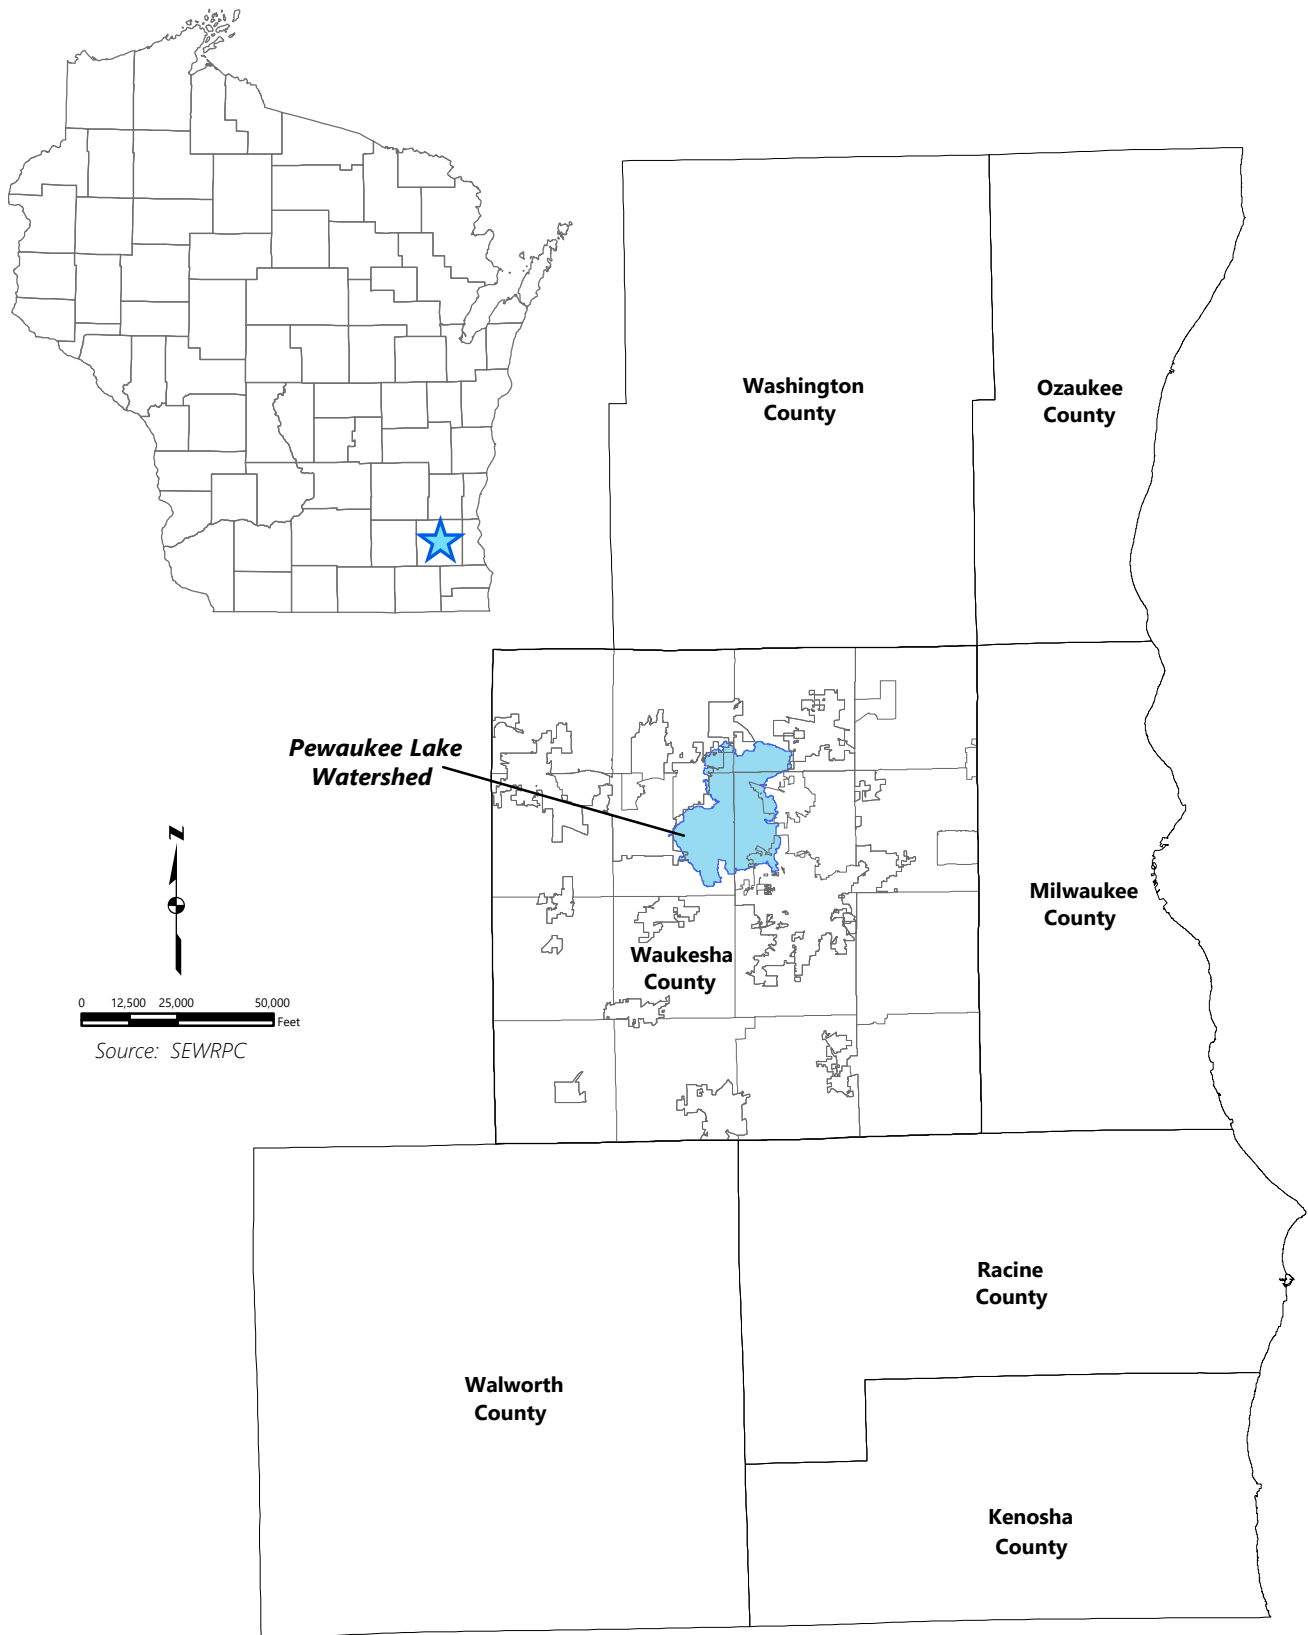 Washington
County
Ozaukee
County
Pewaukee Lake
Watershed
N
Milwaukee
County
Waukesha
County
0 12,500 25,000 50,000
Feet
Source: SEWRPC
Racine
County
Walworth
County
Kenosha
County